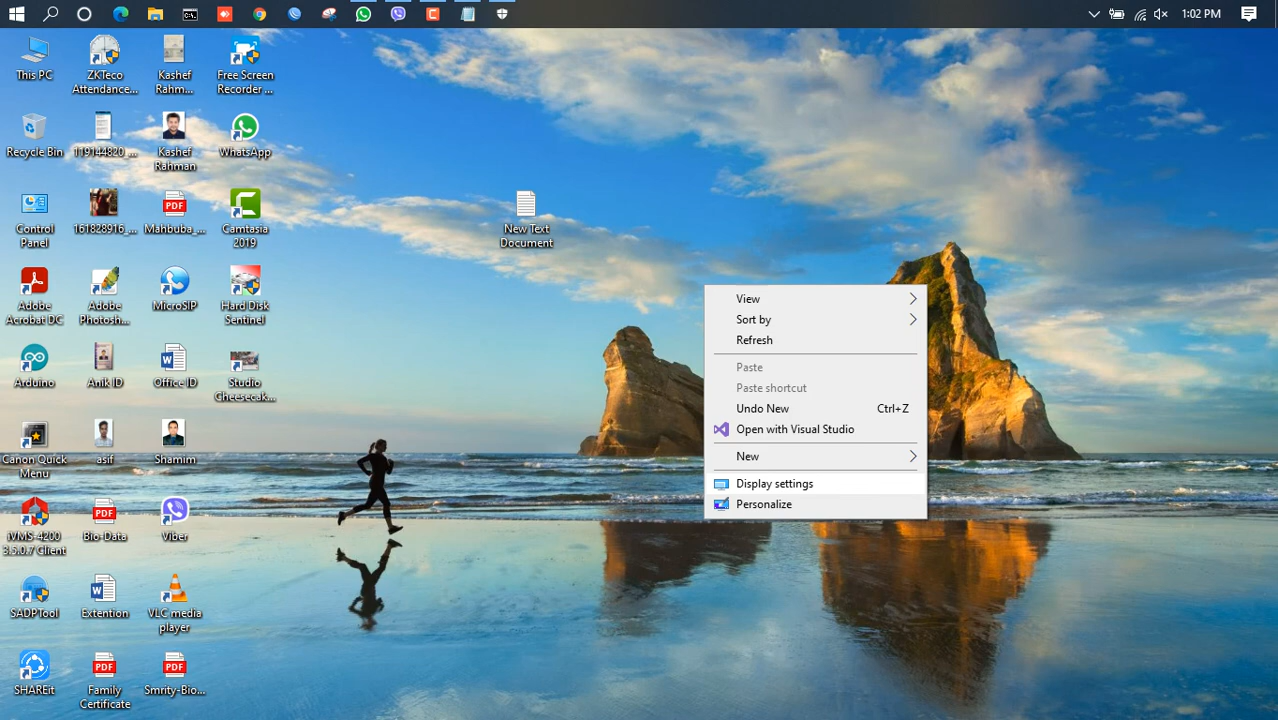 1:02 PM
This PC
ZKTeco
Attendance...
Kashef
Rahm...
Free Screen
Recorder ...
Recycle Bin
119144820_...
Kashef
Rahman
WhatsApp
Control
Panel
161828916_...
Mahbuba_...
Camtasia
2019
New Text
Document
Adobe
Acrobat DC
Adobe
Photosh...
MicroSIP
Hard Disk
Sentinel
Arduino
Anik ID
Office ID
Studio
Cheesecak...
Canon Quick
Menu
asif
Shamim
iVMS-4200
3.5.0.7 Client
Bio-Data
Viber
SADPTool
Extention
VLC media
player
SHAREit
Family
Certificate
Smrity-Bio...
View
Sort by
Refresh
Paste
Paste shortcut
Undo New Ctrl+Z
Open with Visual Studio
New
Display settings
Personalize